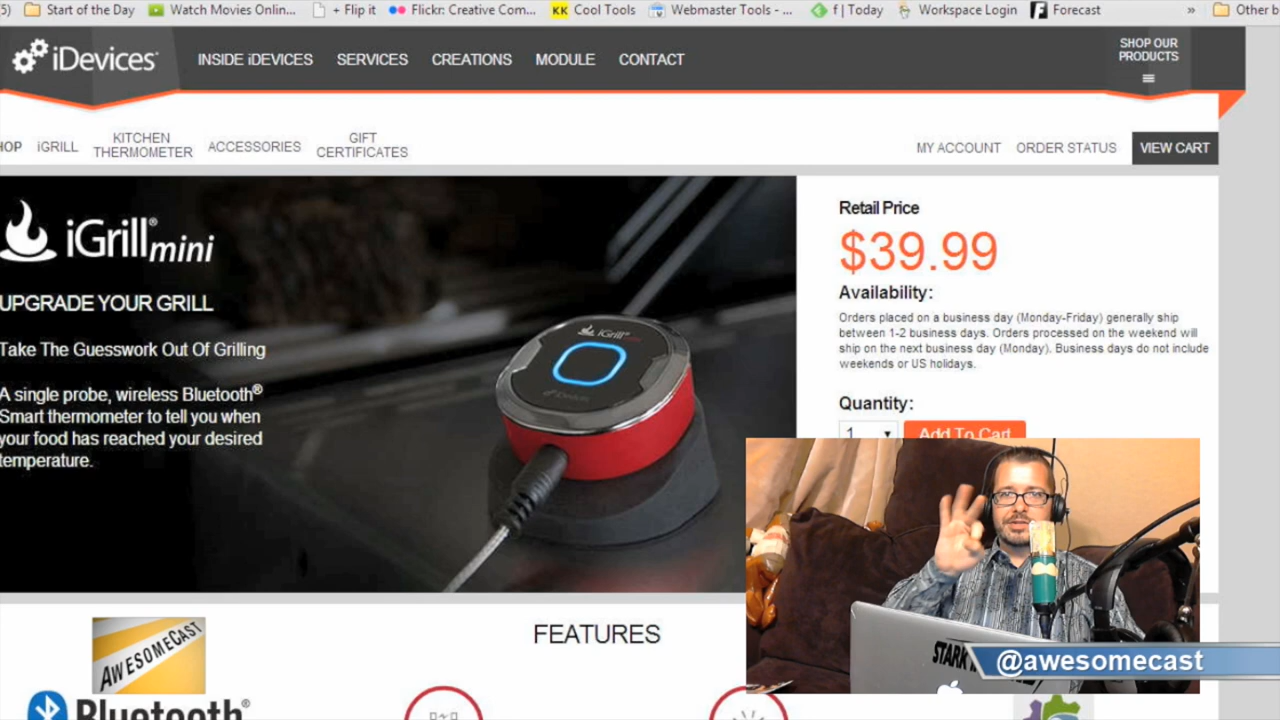 5)
Start of the Day
Watch Movies Onlin...
+ Flip it
Flickr: Creative Com...
KK
Cool Tools
Webmaster Tools - ...
f | Today
Workspace Login
Forecast
»
Other b
iDevices
INSIDE iDEVICES
SERVICES
CREATIONS
MODULE
CONTACT
SHOP OUR
PRODUCTS
HOP
iGRILL
KITCHEN
THERMOMETER
ACCESSORIES
GIFT
CERTIFICATES
MY ACCOUNT
ORDER STATUS
VIEW CART
iGrill® mini
UPGRADE YOUR GRILL
Take The Guesswork Out Of Grilling
A single probe, wireless Bluetooth®
Smart thermometer to tell you when
your food has reached your desired
temperature.
iGrill
Retail Price
$39.99
Availability:
Orders placed on a business day (Monday-Friday) generally ship
between 1-2 business days. Orders processed on the weekend will
ship on the next business day (Monday). Business days do not include
weekends or US holidays.
Quantity:
1
Add To Cart
FEATURES
AWESOMECAST
Bluetooth®
STARK
@awesomecast